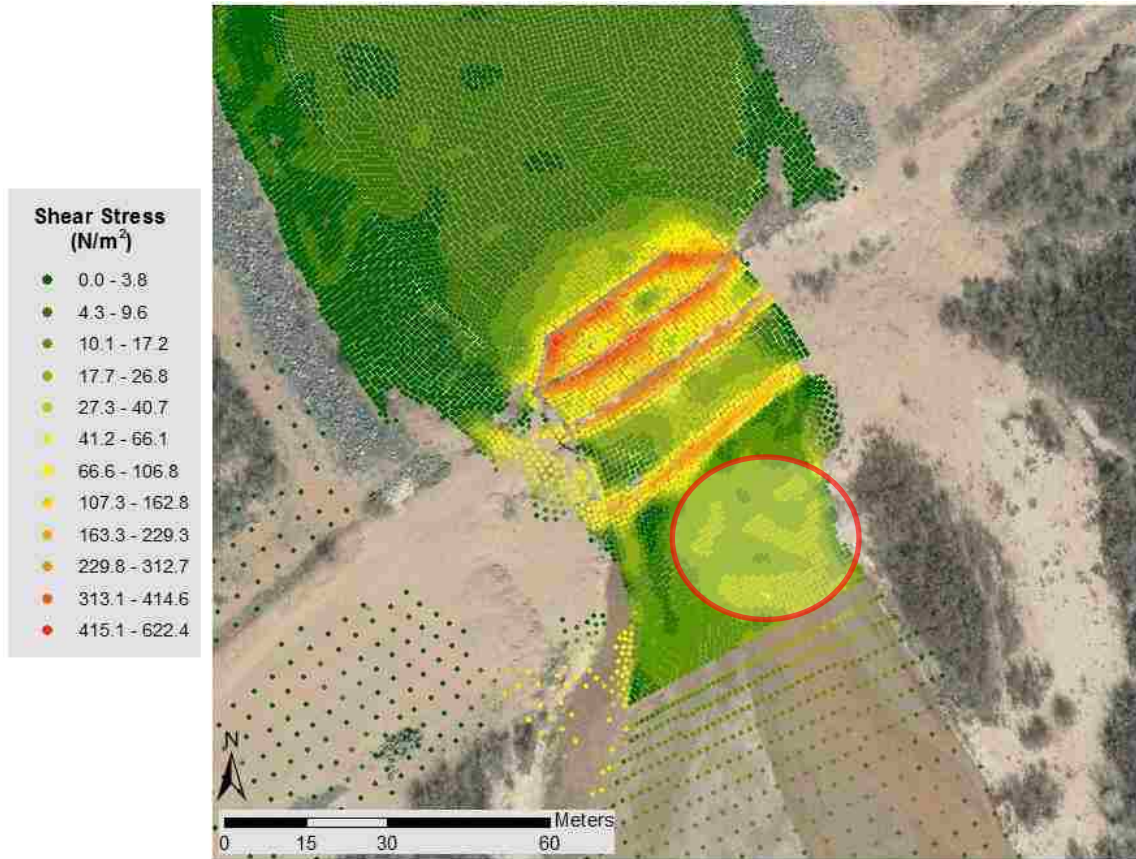 Shear Stress
(N/m²)
0.0 - 3.8
4.3 - 9.6
10.1 - 17.2
17.7 - 26.8
27.3 - 40.7
41.2 - 66.1
66.6 - 106.8
107.3 - 162.8
163.3 - 229.3
229.8 - 312.7
313.1 - 414.6
415.1 - 622.4
N
Meters
0 15 30 60